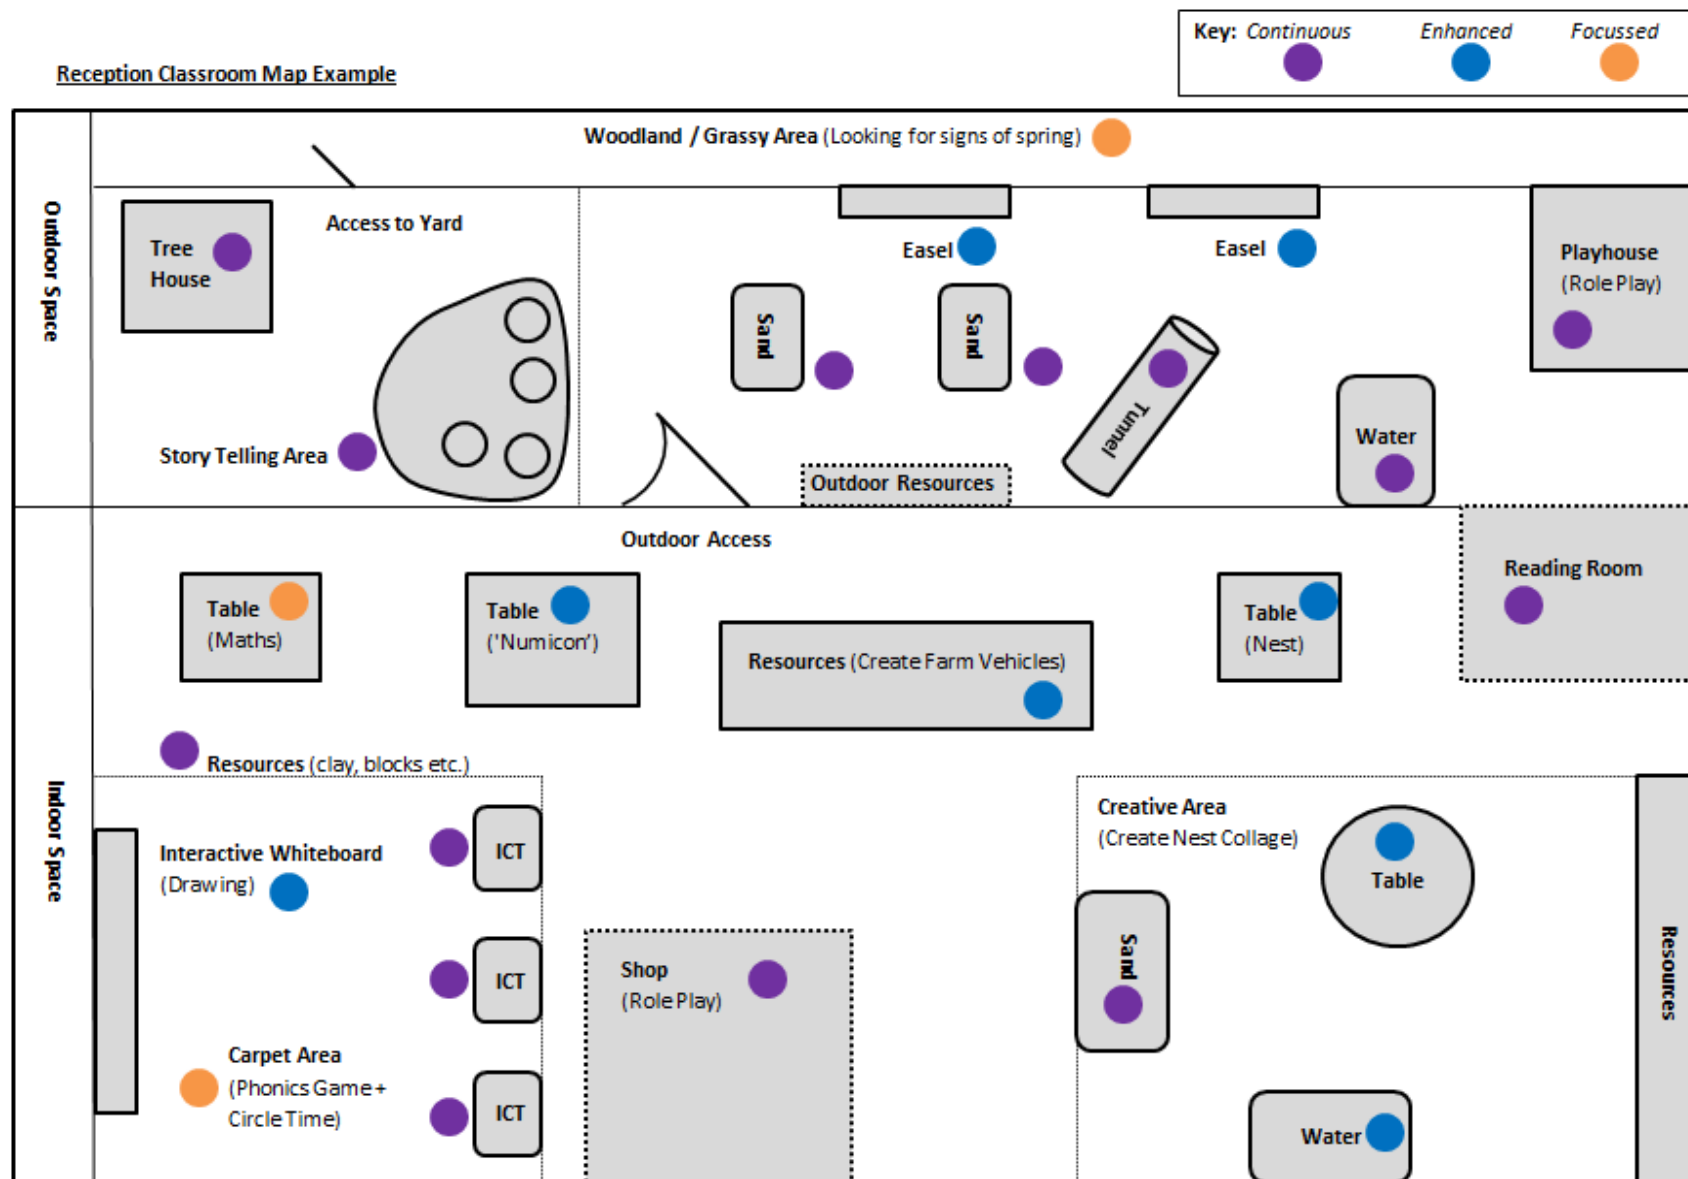 Key: Continuous Enhanced Focussed
Reception Classroom Map Example
Woodland / Grassy Area (Looking for signs of spring)
Outdoor Space
Tree
House
Access to Yard
Easel
Easel
Playhouse
(Role Play)
Sand
Sand
Tunnel
Water
Story Telling Area
Outdoor Resources
Outdoor Access
Indoor Space
Table
(Maths)
Table
('Numicon’)
Resources (Create Farm Vehicles)
Table
(Nest)
Reading Room
Resources (clay, blocks etc.)
Interactive Whiteboard
(Drawing)
ICT
ICT
ICT
Carpet Area
(Phonics Game +
Circle Time)
Shop
(Role Play)
Creative Area
(Create Nest Collage)
Table
Sand
Water
Resources